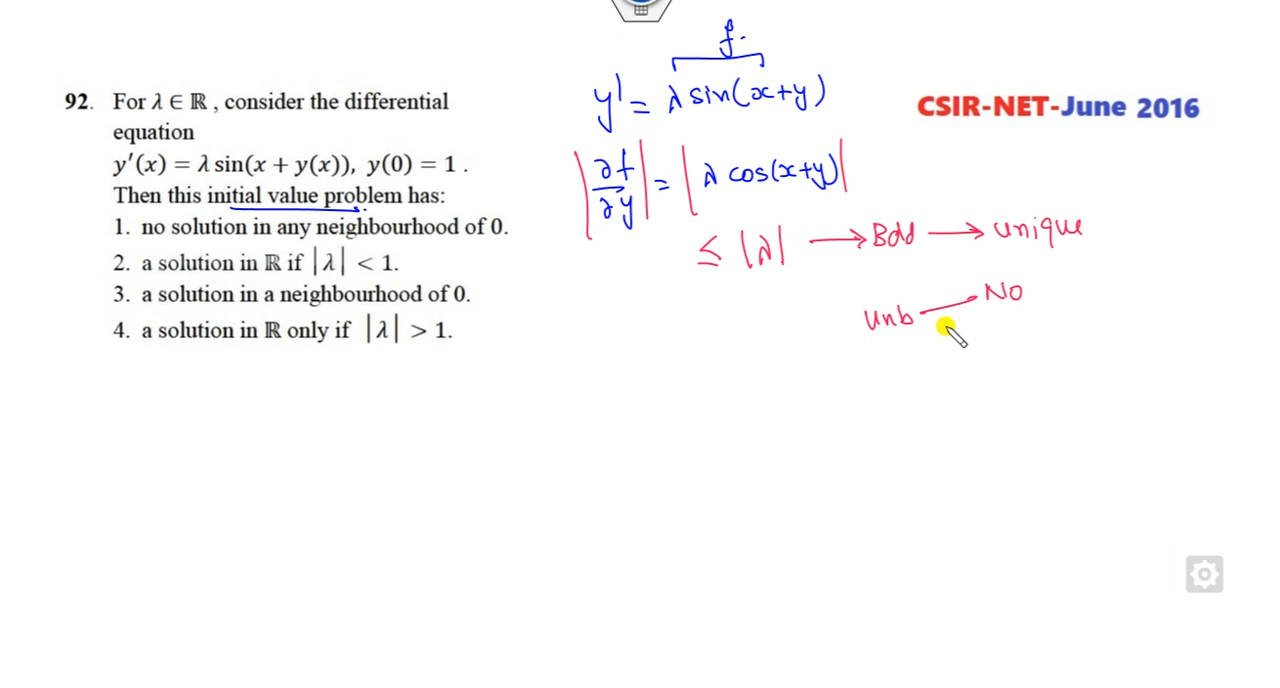 92. For λ ∈ ℝ, consider the differential
equation
y′(x) = λ sin(x + y(x)), y(0) = 1.
Then this initial value problem has:
1. no solution in any neighbourhood of 0.
2. a solution in ℝ if |λ| < 1.
3. a solution in a neighbourhood of 0.
4. a solution in ℝ only if |λ| > 1.
f.
y' = λ sin(x+y)
|∂f/∂y| = |λ cos(x+y)|
≤ |λ| → Bdd → unique
Unb — No
CSIR-NET-June 2016